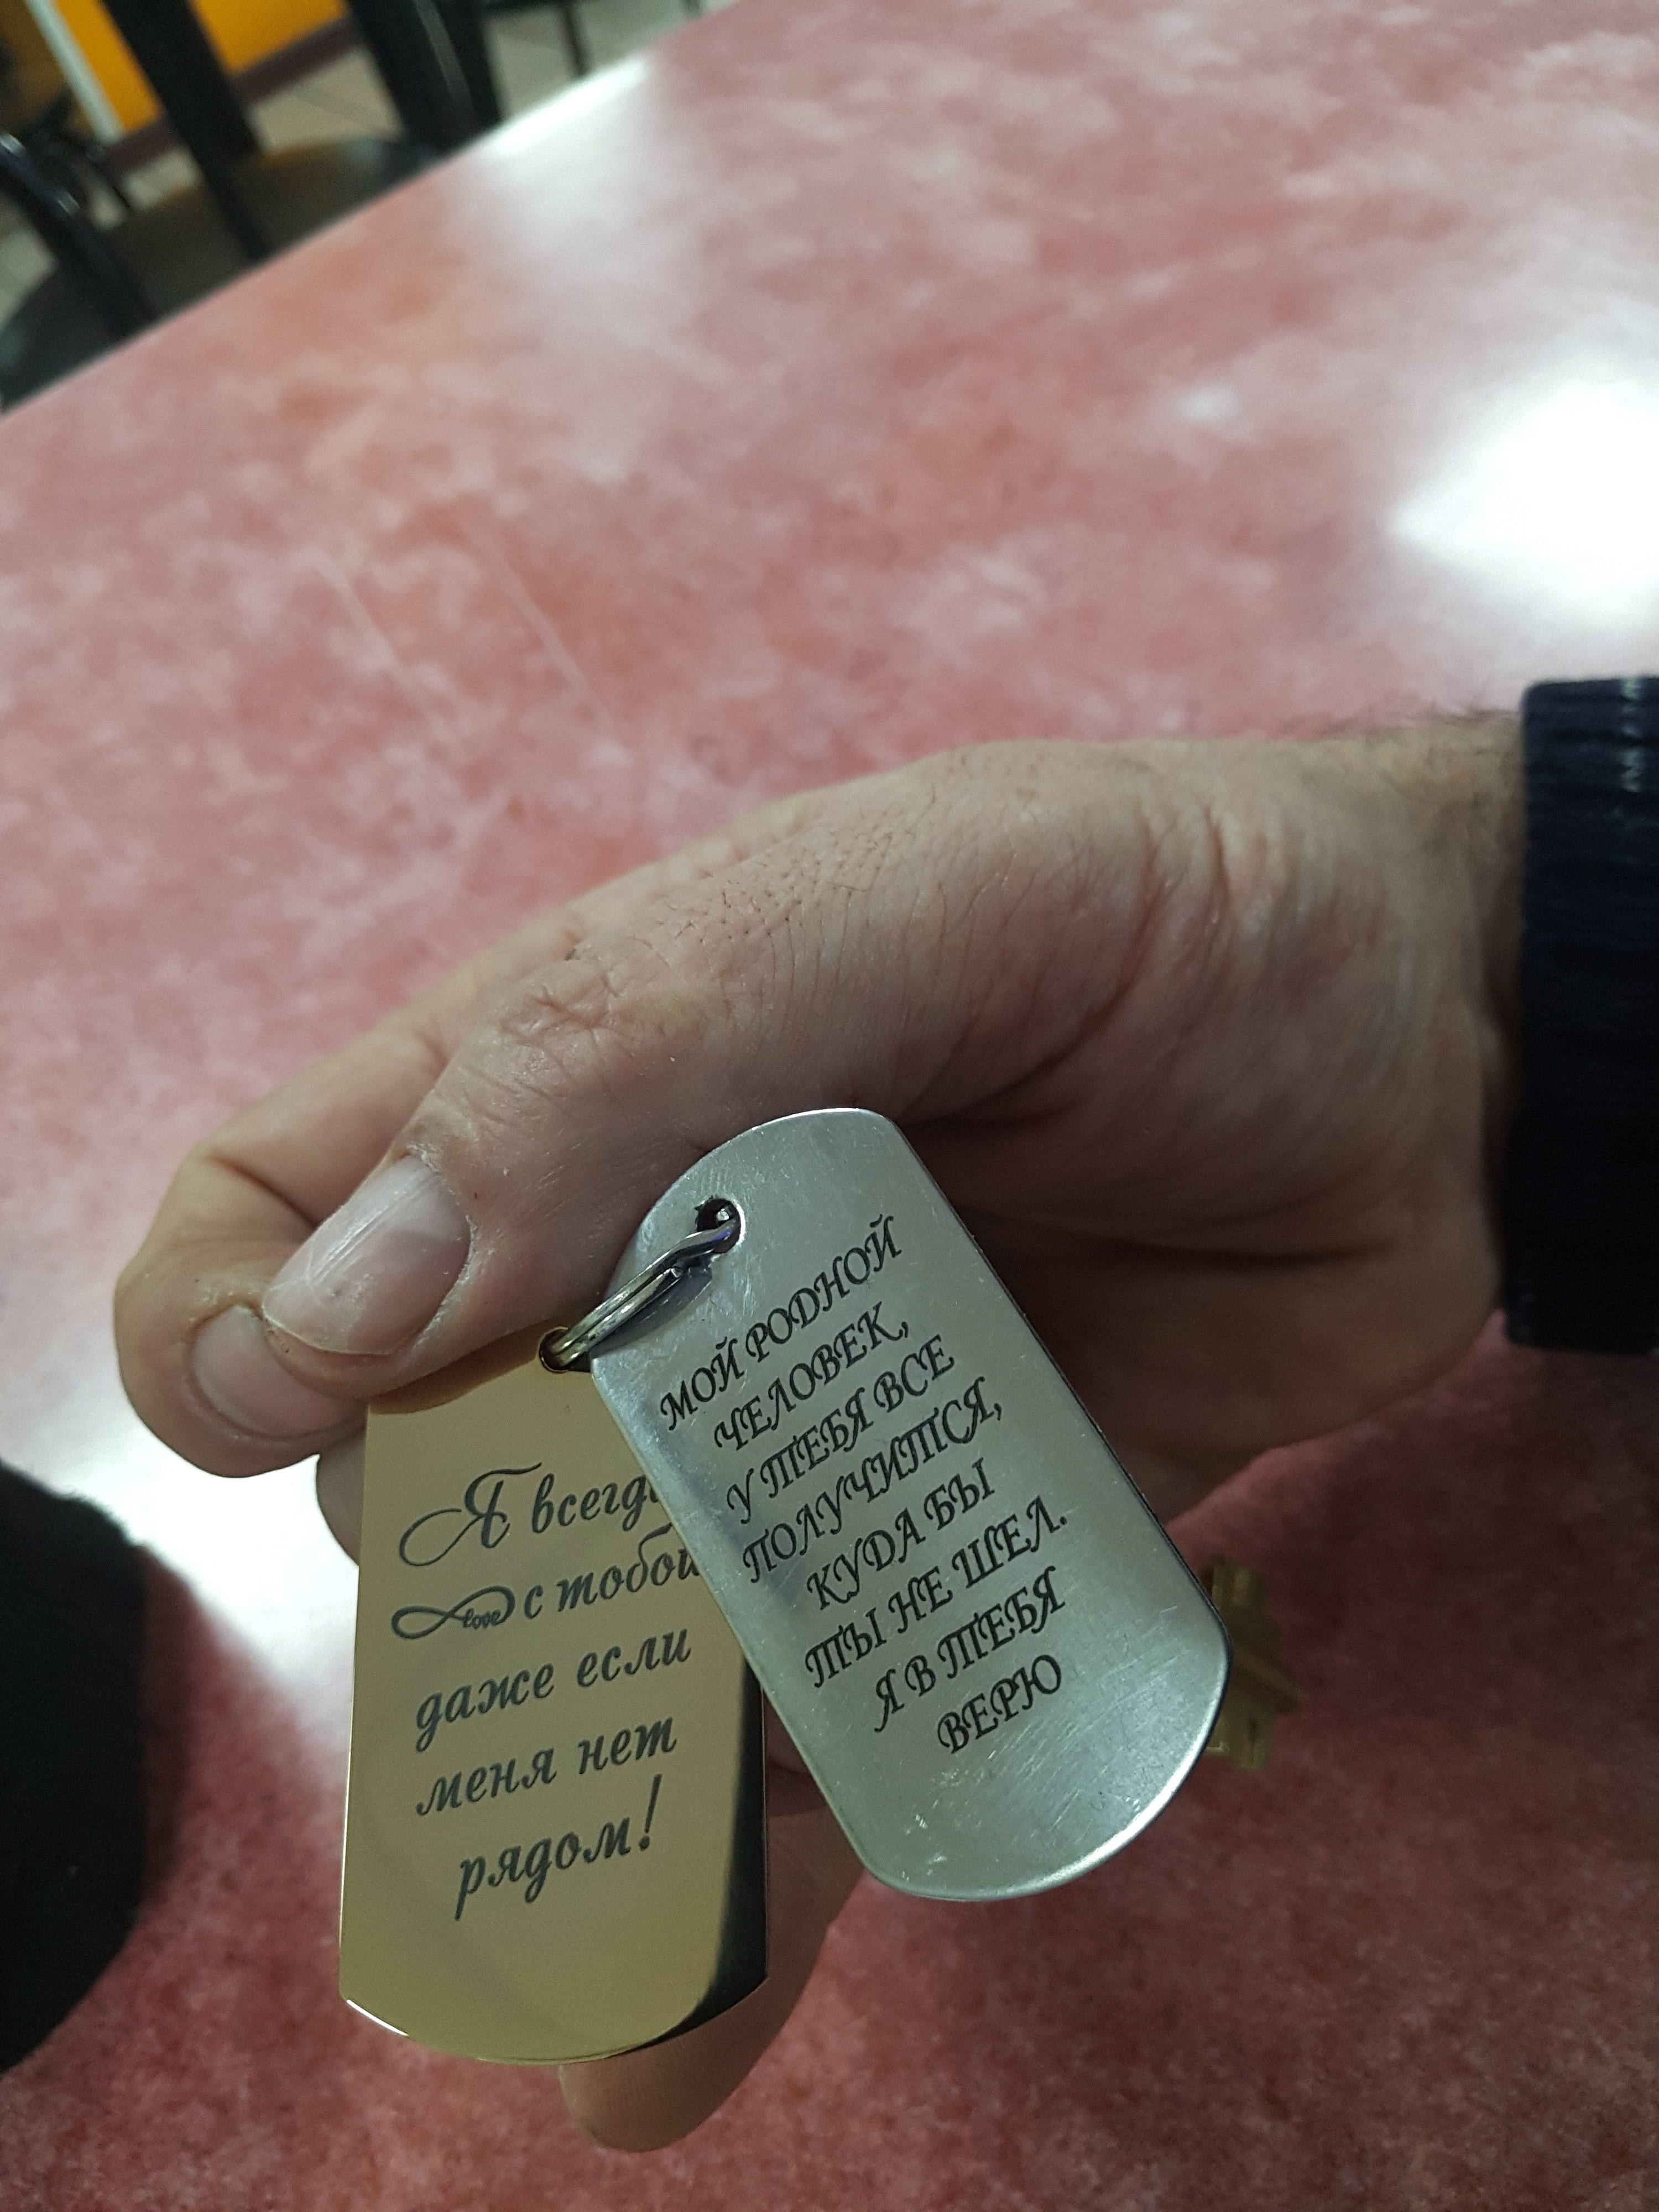 Я всегда
love с тобой
даже если
меня нет
рядом!
МОЙ РОДНОЙ
ЧЕЛОВЕК,
У ТЕБЯ ВСЕ
ПОЛУЧИТСЯ,
КУДА БЫ
ТЫ НЕ ШЕЛ.
Я В ТЕБЯ
ВЕРЮ